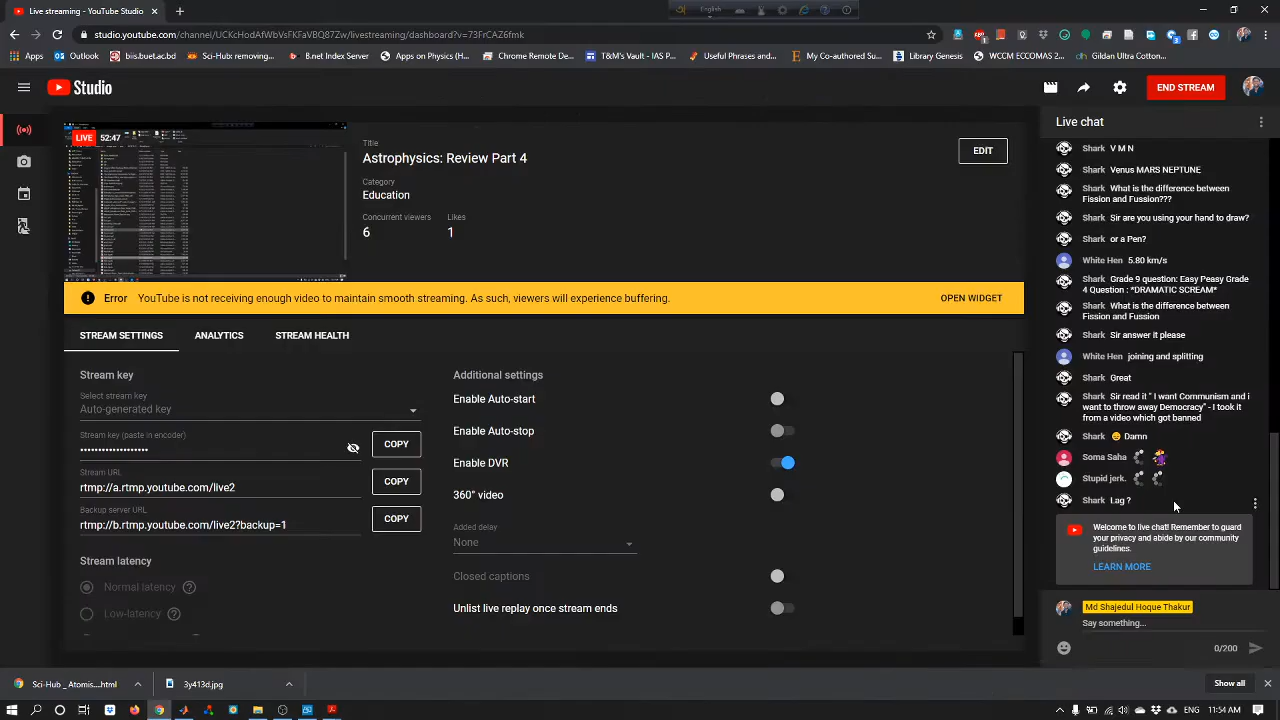 Live streaming - YouTube Studio
English
studio.youtube.com/channel/UCKcHodAfWbVsFKFaVBQ87Zw/livestreaming/dashboard?v=73FrCAZ6fmk
Apps
Outlook
bisbuetac.bd
Sci-Hub: removing...
B.net Index Server
Apps on Physics (H...
Chrome Remote De...
T&M's Vault - IAS P...
Useful Phrases - M...
My Co-authored Su...
Library Genesis
WCCM ECCOMAS 2...
Gildan Ultra Cotton...
Studio
END STREAM
LIVE
52:47
Title
Astrophysics: Review Part 4
EDIT
Category
Education
Concurrent viewers
Likes
1
Error
YouTube is not receiving enough video to maintain smooth streaming. As such, viewers will experience buffering.
OPEN WIDGET
STREAM SETTINGS
ANALYTICS
STREAM HEALTH
Stream key
Select stream key
Auto-generated key
Stream key (paste in encoder)
••••••••••••••••••
COPY
Stream URL
rtmp://a.rtmp.youtube.com/live2
COPY
Backup server URL
rtmp://b.rtmp.youtube.com/live2?backup=1
COPY
Stream latency
Normal latency
Low-latency
Additional settings
Enable Auto-start
Enable Auto-stop
Enable DVR
360° video
Added delay
None
Closed captions
Unlist live replay once stream ends
Live chat
Shark V M N
Shark Venus MARS NEPTUNE
Shark What is the difference between
Fission and Fusion???
Shark Sir are you using your hand to draw
Shark or a Pen?
White Hen 5.80 km/s
Shark Grade 9 question: Easy Peasy Grade
4 Question : *DRAMATIC SCREAM*
Shark What is the difference between
Fission and Fussion
Shark Sir answer it please
White Hen joining and splitting
Shark Great
Shark Sir read it " I want Communism and i
want to throw away Democracy" - I took it
from a video which got banned
Shark Damn
Soma Saha
Stupid jerk.
Shark Lag ?
Welcome to live chat! Remember to guard
your privacy and abide by our community
guidelines.
LEARN MORE
Md Shajedul Hoque Thakur
Say something...
0/200
Sci-Hub _Atomis....html
3y413d.jpg
Show all
11:54 AM